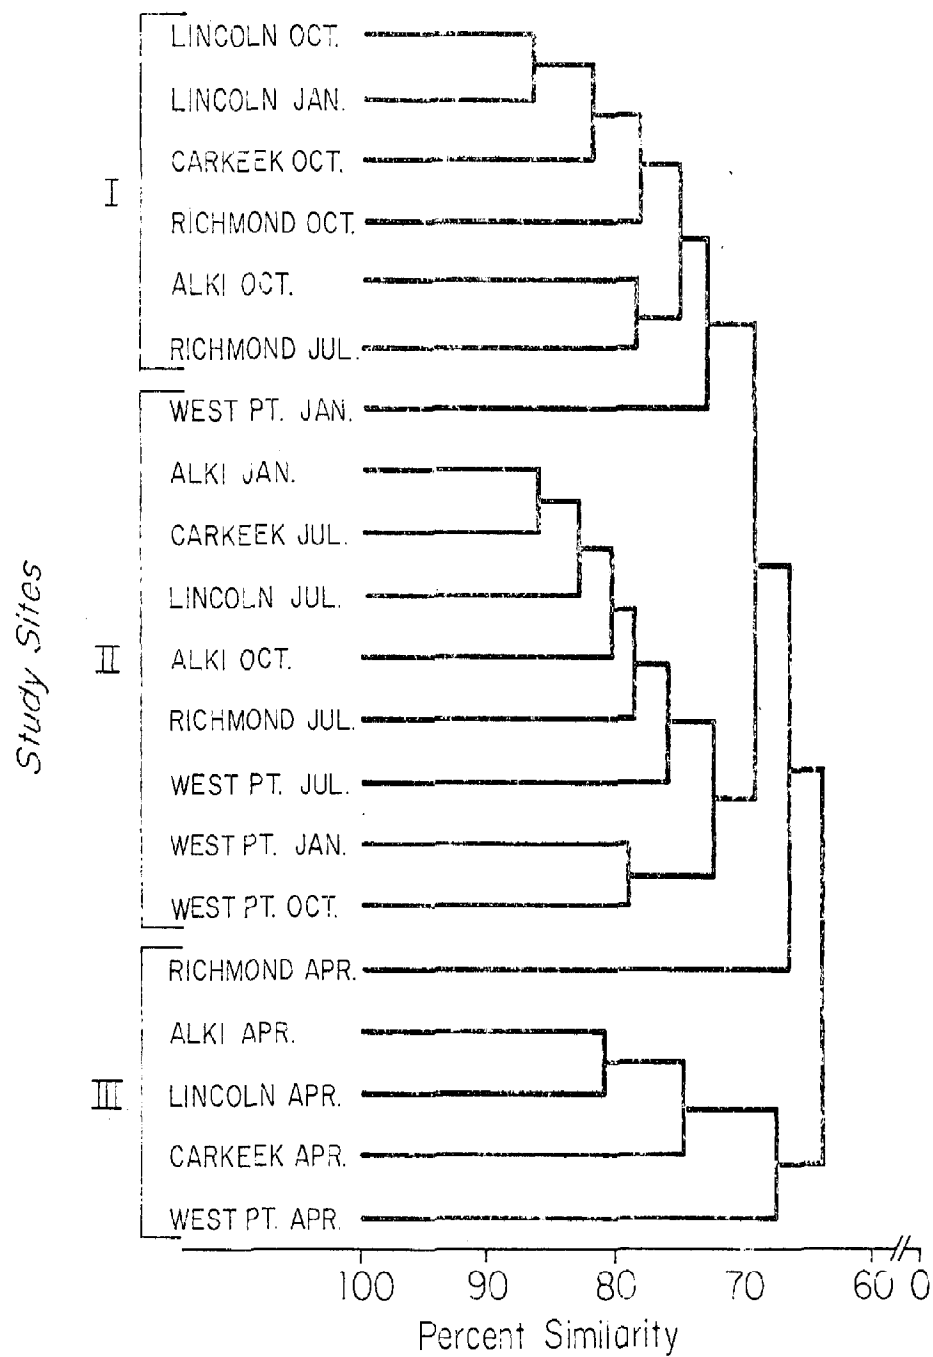 LINCOLN OCT.
LINCOLN JAN.
CARKEEK OCT.
I
RICHMOND OCT.
ALKI OCT.
RICHMOND JUL.
WEST PT. JAN.
ALKI JAN.
CARKEEK JUL.
LINCOLN JUL.
Study Sites
II
ALKI OCT.
RICHMOND JUL.
WEST PT. JUL.
WEST PT. JAN.
WEST PT. OCT.
RICHMOND APR.
ALKI APR.
III
LINCOLN APR.
CARKEEK APR.
WEST PT. APR.
100 90 80 70 60 0
Percent Similarity